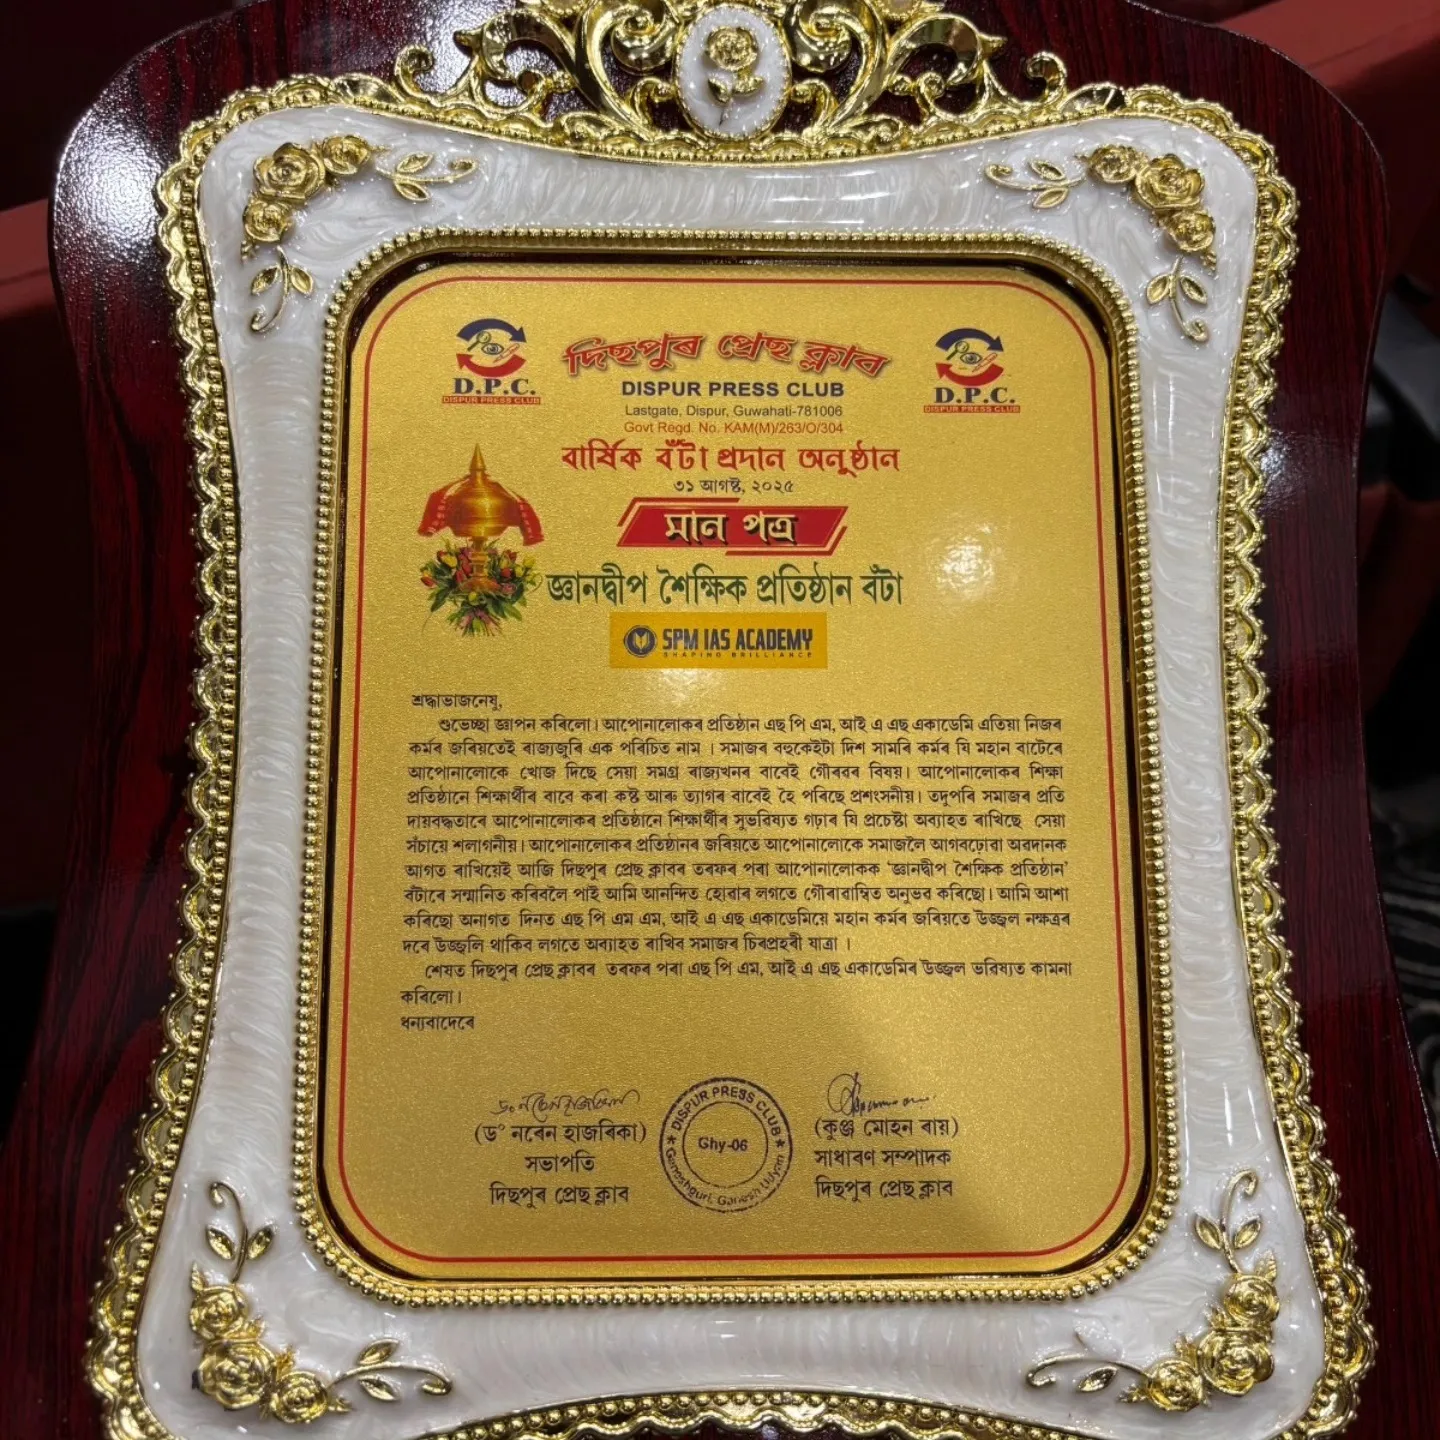 দিছপুৰ প্ৰেছ ক্লাব
DISPUR PRESS CLUB
Lastgate, Dispur, Guwahati-781006
Govt Regd. No. KAM(M)/263/O/304
D.P.C.
DISPUR PRESS CLUB
D.P.C.
DISPUR PRESS CLUB
বাৰ্ষিক বঁটা প্ৰদান অনুষ্ঠান
৩১ আগষ্ট, ২০২৫
মান পত্ৰ
জ্ঞানদ্বীপ শৈক্ষিক প্ৰতিষ্ঠান বঁটা
SPM IAS ACADEMY
SHAPING BRILLIANCE
শ্ৰদ্ধাভাজনেষু,
শুভেচ্ছা জ্ঞাপন কৰিলো। আপোনালোকৰ প্ৰতিষ্ঠান এছ পি এম, আই এ এছ একাডেমি এতিয়া নিজৰ
কৰ্মৰ জৰিয়তেই ৰাজ্যজুৰি এক পৰিচিত নাম । সমাজৰ বহুকেইটা দিশ সামৰি কৰ্মৰ যি মহান বাটেৰে
আপোনালোকে খোজ দিছে সেয়া সমগ্ৰ ৰাজ্যখনৰ বাবেই গৌৰৱৰ বিষয়। আপোনালোকৰ শিক্ষা
প্ৰতিষ্ঠানে শিক্ষাৰ্থীৰ বাবে কৰা কষ্ট আৰু ত্যাগৰ বাবেই হৈ পৰিছে প্ৰশংসনীয়। তদুপৰি সমাজৰ প্ৰতি
দায়বদ্ধতাৰে আপোনালোকৰ প্ৰতিষ্ঠানে শিক্ষাৰ্থীৰ সুভৱিষ্যত গঢ়াৰ যি প্ৰচেষ্টা অব্যাহত ৰাখিছে সেয়া
সঁচায়ে শলাগনীয়। আপোনালোকৰ প্ৰতিষ্ঠানৰ জৰিয়তে আপোনালোকে সমাজলৈ আগবঢ়োৱা অৱদানক
আগত ৰাখিয়েই আজি দিছপুৰ প্ৰেছ ক্লাবৰ তৰফৰ পৰা আপোনালোকক ‘জ্ঞানদ্বীপ শৈক্ষিক প্ৰতিষ্ঠান’
বঁটাৰে সন্মানিত কৰিবলৈ পাই আমি আনন্দিত হোৱাৰ লগতে গৌৰৱান্বিত অনুভৱ কৰিছো। আমি আশা
কৰিছো অনাগত দিনত এছ পি এম এম, আই এ এছ একাডেমিয়ে মহান কৰ্মৰ জৰিয়তে উজ্জ্বল নক্ষত্ৰৰ
দৰে উজ্জ্বলি থাকিব লগতে অব্যাহত ৰাখিব সমাজৰ চিৰপ্ৰহৰী যাত্ৰা ।
শেষত দিছপুৰ প্ৰেছ ক্লাবৰ তৰফৰ পৰা এছ পি এম, আই এ এছ একাডেমিৰ উজ্জ্বল ভৱিষ্যত কামনা
কৰিলো।
ধন্যবাদেৰে
(ড° নৰেন হাজৰিকা)
সভাপতি
দিছপুৰ প্ৰেছ ক্লাব
DISPUR PRESS CLUB
Ghy-06
Ganeshguri, Ganesh Udyan
(কুঞ্জ মোহন ৰায়)
সাধাৰণ সম্পাদক
দিছপুৰ প্ৰেছ ক্লাব